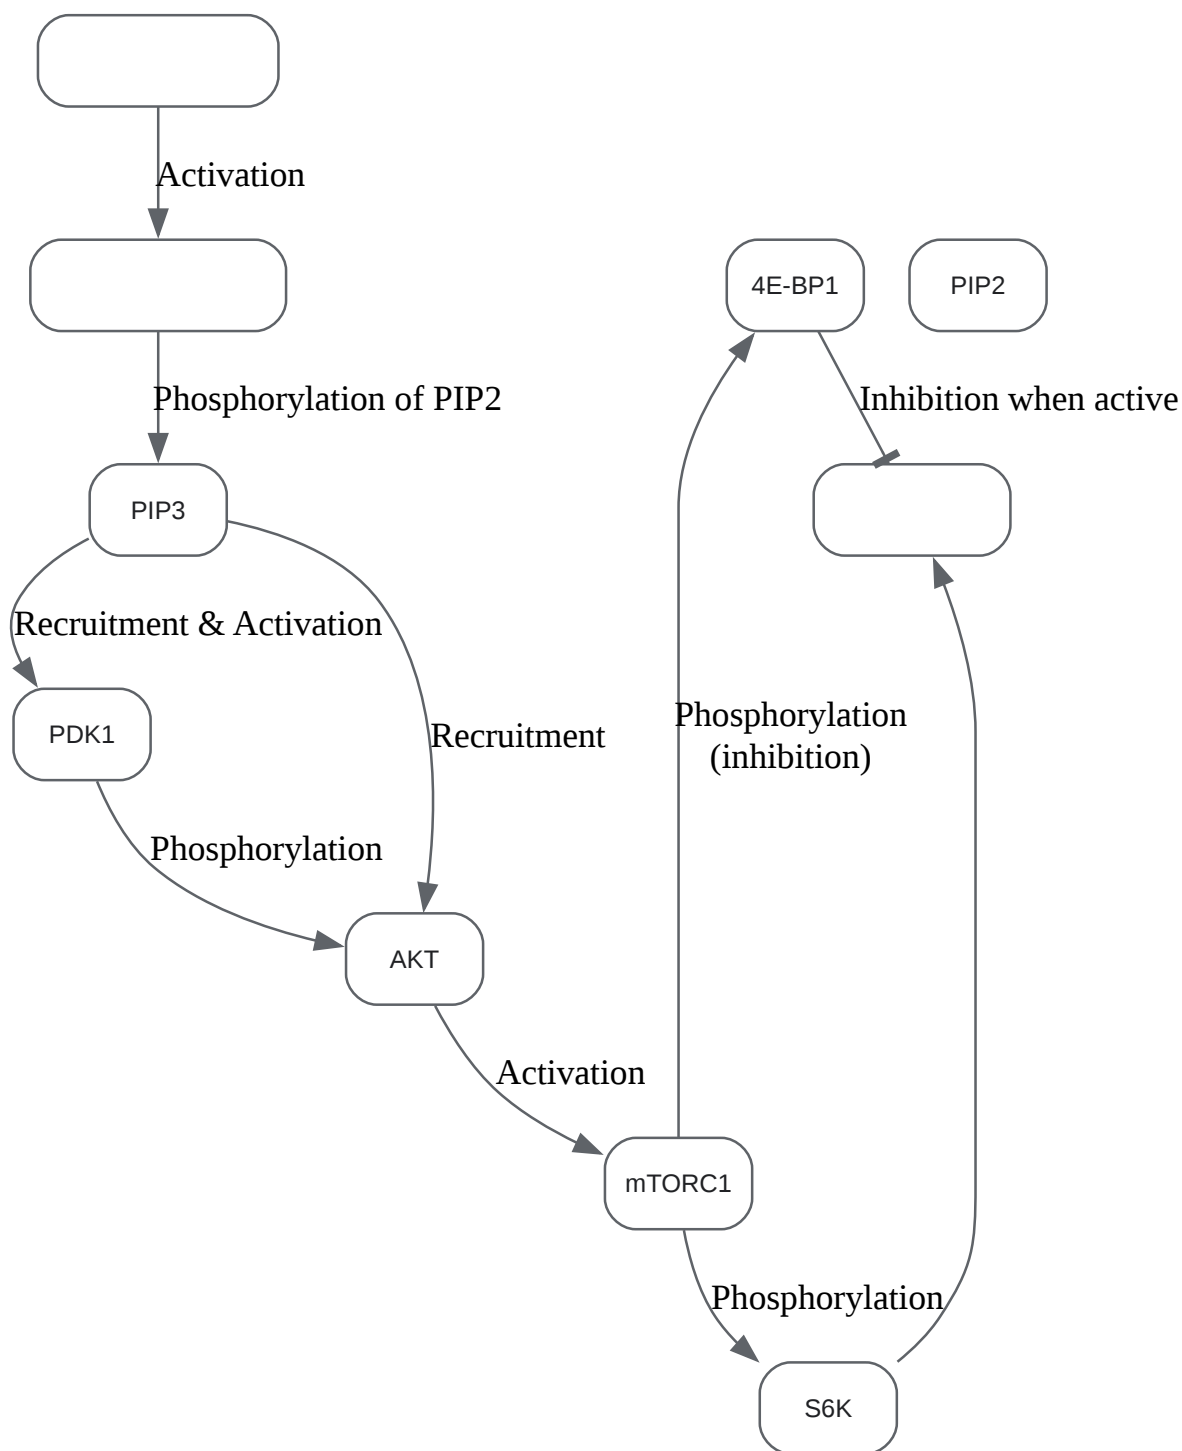 Activation
4E-BP1
PIP2
Phosphorylation of PIP2
Inhibition when active
PIP3
Recruitment & Activation
Phosphorylation
(inhibition)
PDK1
Recruitment
Phosphorylation
AKT
Activation
mTORC1
Phosphorylation
S6K